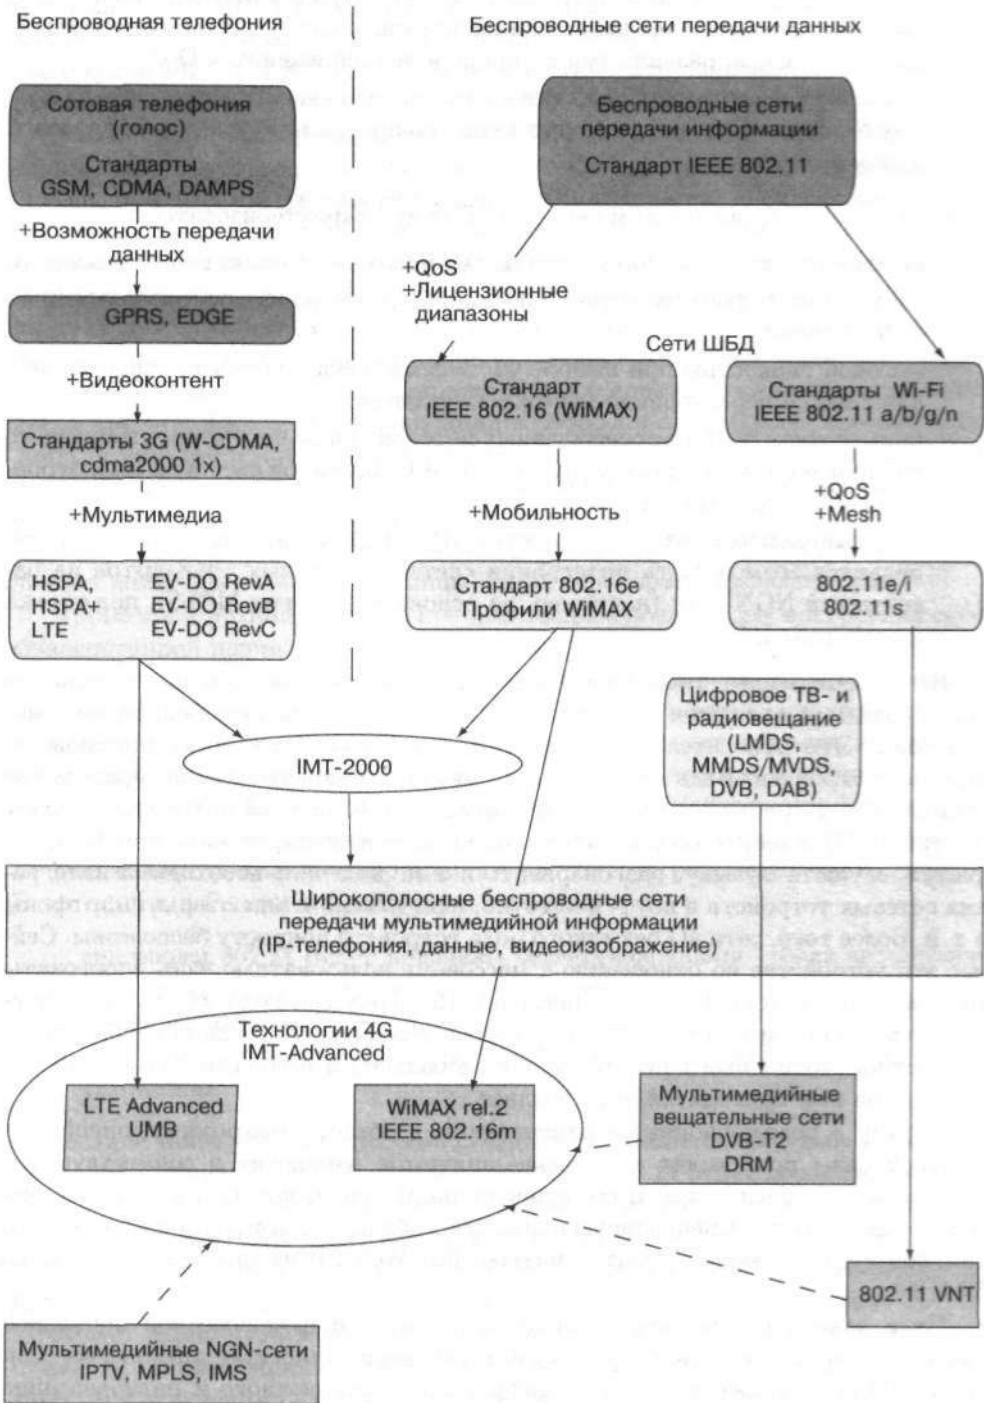 Беспроводная телефония
Беспроводные сети передачи данных
Сотовая телефония
(голос)
Стандарты
GSM, CDMA, DAMPS
Беспроводные сети
передачи информации
Стандарт IEEE 802.11
+Возможность передачи
данных
+QoS
+Лицензионные
диапазоны
GPRS, EDGE
Сети ШБД
+Видеоконтент
Стандарт
IEEE 802.16 (WiMAX)
Стандарты Wi-Fi
IEEE 802.11 a/b/g/n
Стандарты 3G (W-CDMA,
cdma2000 1x)
+Мультимедиа
+Мобильность
+QoS
+Mesh
HSPA, EV-DO RevA
HSPA+ EV-DO RevB
LTE EV-DO RevC
Стандарт 802.16e
Профили WiMAX
802.11e/i
802.11s
Цифровое ТВ- и
радиовещание
(LMDS,
MMDS/MVDS,
DVB, DAB)
IMT-2000
Широкополосные беспроводные сети
передачи мультимедийной информации
(IP-телефония, данные, видеоизображение)
Технологии 4G
IMT-Advanced
LTE Advanced
UMB
WiMAX rel.2
IEEE 802.16m
Мультимедийные
вещательные сети
DVB-T2
DRM
802.11 VNT
Мультимедийные NGN-сети
IPTV, MPLS, IMS